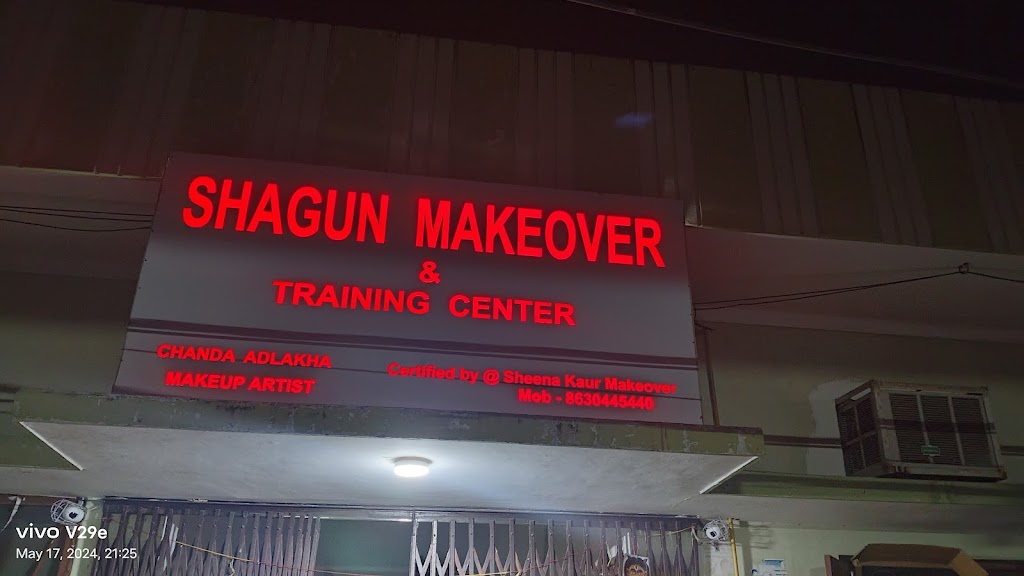 SHAGUN MAKEOVER
&
TRAINING CENTER
CHANDA ADLAKHA
MAKEUP ARTIST
Certified by @ Sheena Kaur Makeover
Mob - 8630445440
vivo V29e
May 17, 2024, 21:25